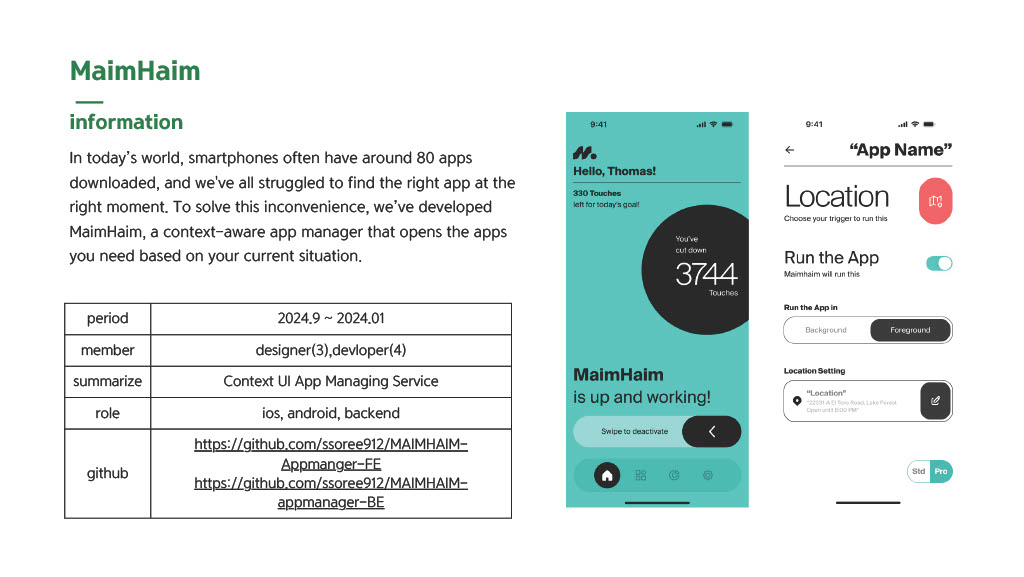 MaimHaim
information
In today's world, smartphones often have around 80 apps
downloaded, and we've all struggled to find the right app at the
right moment. To solve this inconvenience, we've developed
MaimHaim, a context-aware app manager that opens the apps
you need based on your current situation.
period
2024.9 ~ 2024.01
member
designer(3),devloper(4)
summarize
Context UI App Managing Service
role
ios, android, backend
github
https://github.com/ssoree912/MAIMHAIM-
Appmanger-FE
https://github.com/ssoree912/MAIMHAIM-
appmanager-BE
9:41
Hello, Thomas!
330 Touches
left for today's goal!
You've
cut down
3744
Touches
MaimHaim
is up and working!
Swipe to deactivate
9:41
“App Name”
Location
Choose your trigger to run this
Run the App
Maimhaim will run this
Run the App in
Background
Foreground
Location Setting
“Location”
“22331-A El Toro Road, Lake Forest
Open until 8:00 PM”
Std
Pro